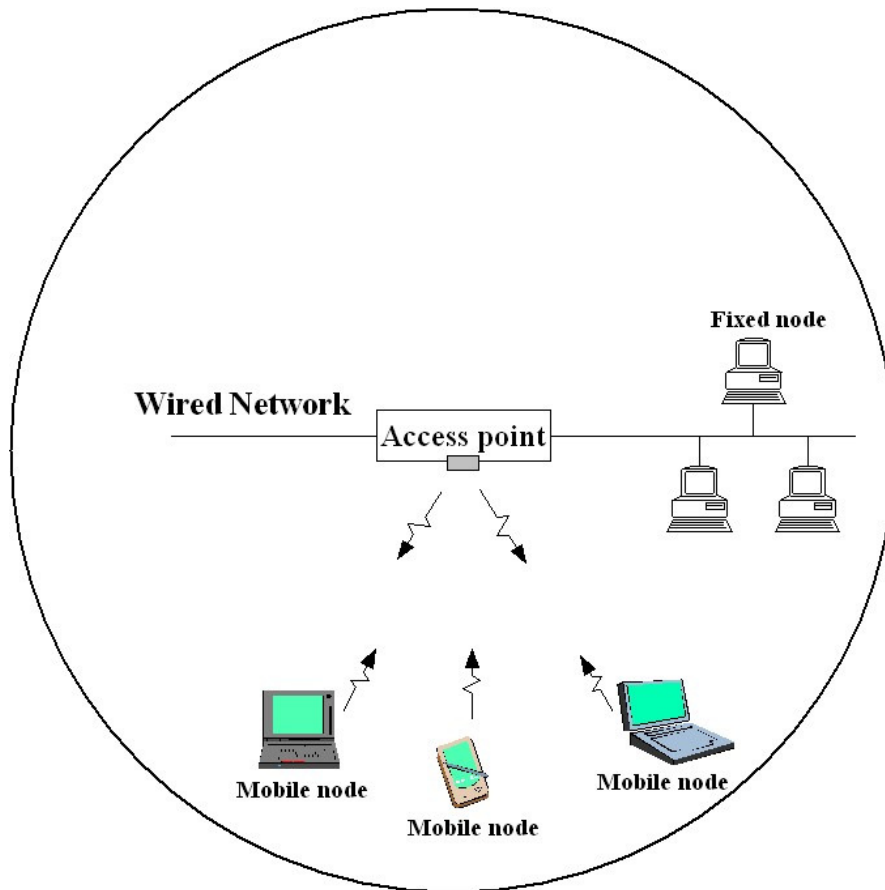 Fixed node
Wired Network
Access point
Mobile node
Mobile node
Mobile node